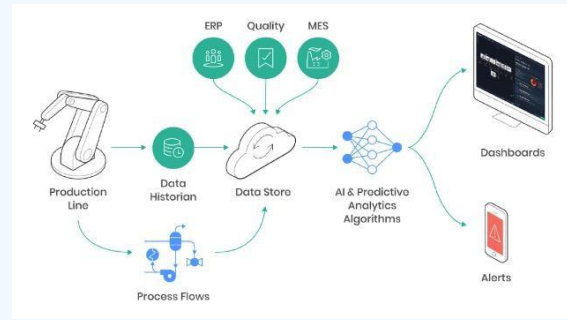 ERP
Quality
MES
Production
Line
Data
Historian
Data Store
AI & Predictive
Analytics
Algorithms
Dashboards
Process Flows
Alerts